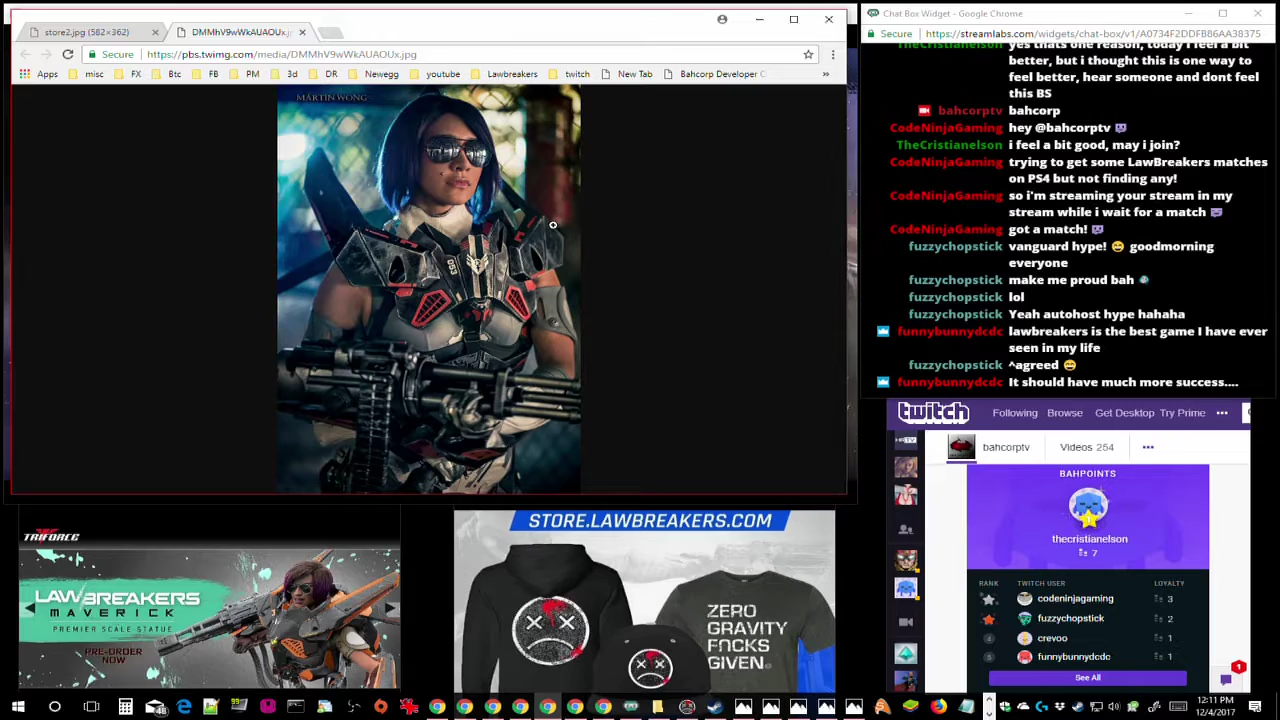 store2.jpg (582×362)
DMMhV9wWkAUAOUx.j
Secure
https://pbs.twimg.com/media/DMMhV9wWkAUAOUx.jpg
Apps misc FX Btc FB PM 3d DR Newegg youtube Lawbreakers twitch New Tab Bahcorp Developer C »
MARTIN WONG
053
Chat Box Widget - Google Chrome
Secure https://streamlabs.com/widgets/chat-box/v1/A0734F2DDFB86AA38375
TheCristianelson yes thats one reason, today i feel a bit
better, but i thought this is one way to
feel better, hear someone and dont feel
this BS
bahcorptv bahcorp
CodeNinjaGaming hey @bahcorptv
TheCristianelson i feel a bit good, may i join?
CodeNinjaGaming trying to get some LawBreakers matches
on PS4 but not finding any!
CodeNinjaGaming so i'm streaming your stream in my
stream while i wait for a match
CodeNinjaGaming got a match!
fuzzychopstick vanguard hype! goodmorning
everyone
fuzzychopstick make me proud bah
fuzzychopstick lol
fuzzychopstick Yeah autohost hype hahaha
funnybunnydcdc lawbreakers is the best game I have ever
seen in my life
fuzzychopstick ^agreed
funnybunnydcdc It should have much more success....
twitch Following Browse Get Desktop Try Prime
bahcorptv Videos 254
BAHPOINTS
1
thecristianelson
7
RANK TWITCH USER LOYALTY
codeninjagaming 3
fuzzychopstick 2
4 crevoo 1
5 funnybunnydcdc 1
See All
1
TRIFORCE
LAWBREAKERS
MAVERICK
PREMIER SCALE STATUE
PRE-ORDER
NOW
STORE.LAWBREAKERS.COM
ZERO
GRAVITY
FNCKS
GIVEN
12:11 PM
12/4/2017